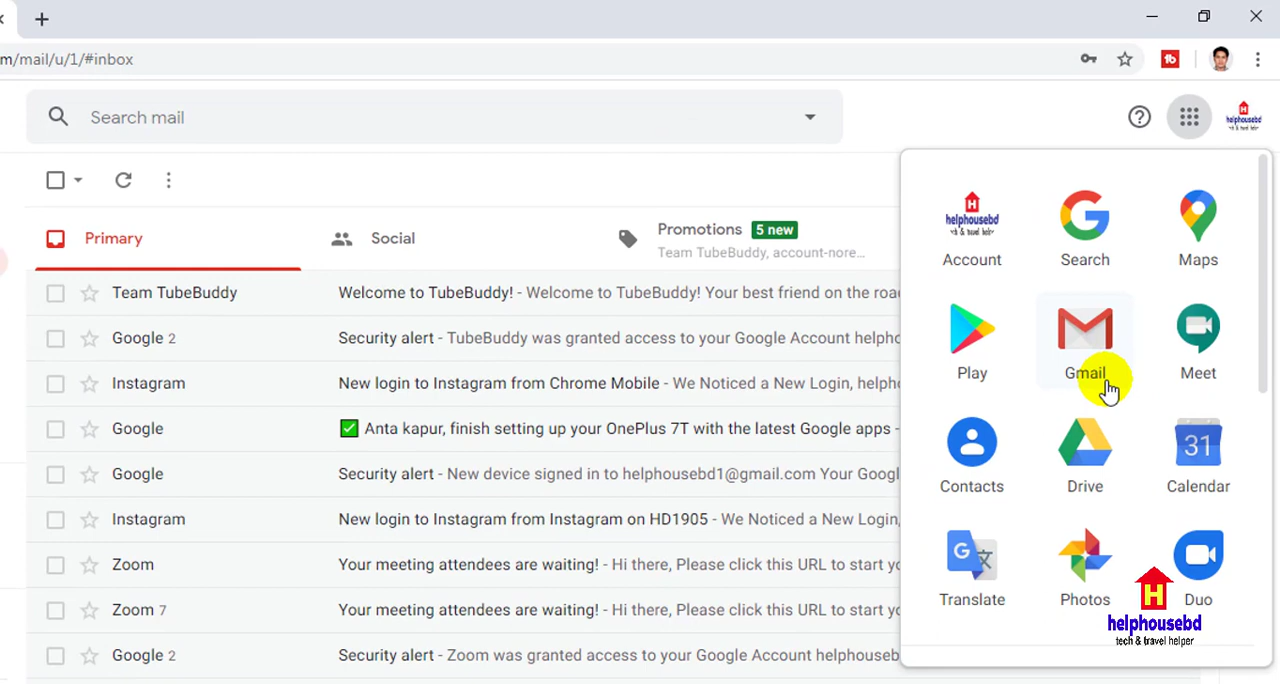 m/mail/u/1/#inbox
Search mail
helphousebd
Primary
Social
Promotions 5 new
Team TubeBuddy, account-nore...
Team TubeBuddy Welcome to TubeBuddy! - Welcome to TubeBuddy! Your best friend on the roa
Google 2 Security alert - TubeBuddy was granted access to your Google Account helpho
Instagram New login to Instagram from Chrome Mobile - We Noticed a New Login, helpho
Google ✅ Anta kapur, finish setting up your OnePlus 7T with the latest Google apps -
Google Security alert - New device signed in to helphousebd1@gmail.com Your Googl
Instagram New login to Instagram from Instagram on HD1905 - We Noticed a New Login,
Zoom Your meeting attendees are waiting! - Hi there, Please click this URL to start yo
Zoom 7 Your meeting attendees are waiting! - Hi there, Please click this URL to start yo
Google 2 Security alert - Zoom was granted access to your Google Account helphouseb
H
helphousebd
tech & travel helper
Account Search Maps
Play Gmail Meet
31
Contacts Drive Calendar
G
Translate Photos Duo
H
helphousebd
tech & travel helper